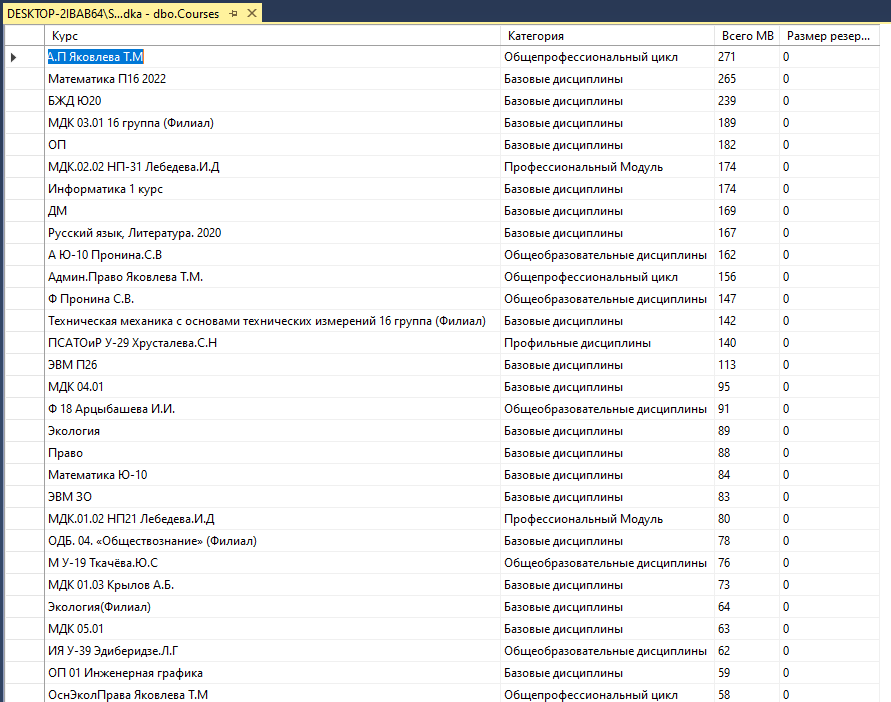 DESKTOP-2IBAB64\S...dka - dbo.Courses
Курс Категория Всего МВ Размер резер...
А.П Яковлева Т.М Общепрофессиональный цикл 271 0
Математика П16 2022 Базовые дисциплины 265 0
БЖД Ю20 Базовые дисциплины 239 0
МДК 03.01 16 группа (Филиал) Базовые дисциплины 189 0
ОП Базовые дисциплины 182 0
МДК.02.02 НП-31 Лебедева.И.Д Профессиональный Модуль 174 0
Информатика 1 курс Базовые дисциплины 174 0
ДМ Базовые дисциплины 169 0
Русский язык, Литература. 2020 Базовые дисциплины 167 0
А Ю-10 Пронина.С.В Общеобразовательные дисциплины 162 0
Админ.Право Яковлева Т.М. Общепрофессиональный цикл 156 0
Ф Пронина С.В. Общеобразовательные дисциплины 147 0
Техническая механика с основами технических измерений 16 группа (Филиал) Базовые дисциплины 142 0
ПСАТОиР У-29 Хрусталева.С.Н Профильные дисциплины 140 0
ЭВМ П26 Базовые дисциплины 113 0
МДК 04.01 Базовые дисциплины 95 0
Ф 18 Арцыбашева И.И. Общеобразовательные дисциплины 91 0
Экология Базовые дисциплины 89 0
Право Базовые дисциплины 88 0
Математика Ю-10 Базовые дисциплины 84 0
ЭВМ ЗО Базовые дисциплины 83 0
МДК.01.02 НП21 Лебедева.И.Д Профессиональный Модуль 80 0
ОДБ. 04. «Обществознание» (Филиал) Базовые дисциплины 78 0
М У-19 Ткачёва.Ю.С Общеобразовательные дисциплины 76 0
МДК 01.03 Крылов А.Б. Базовые дисциплины 73 0
Экология(Филиал) Базовые дисциплины 64 0
МДК 05.01 Базовые дисциплины 63 0
ИЯ У-39 Эдиберидзе.Л.Г Общеобразовательные дисциплины 62 0
ОП 01 Инженерная графика Базовые дисциплины 59 0
ОснЭколПрава Яковлева Т.М Общепрофессиональный цикл 58 0